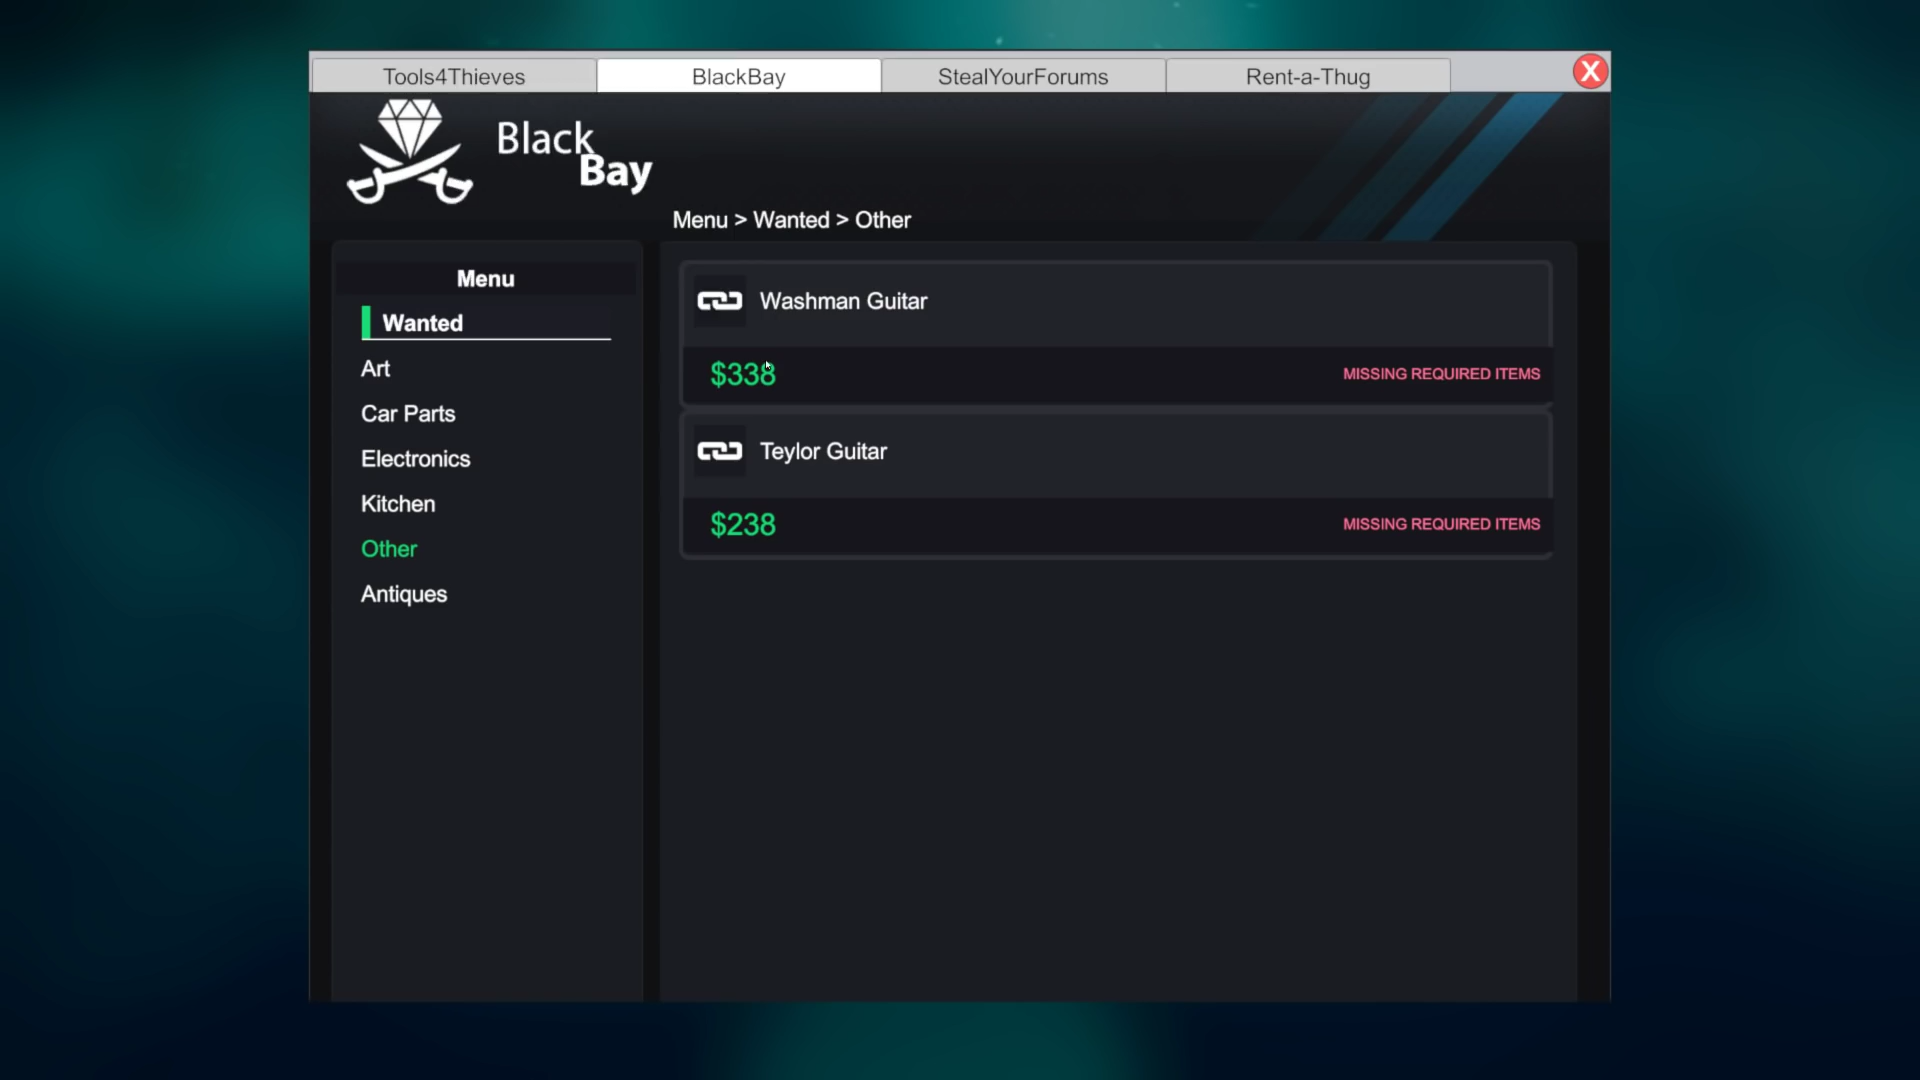 Tools4Thieves
BlackBay
StealYourForums
Rent-a-Thug
X
Black
Bay
Menu > Wanted > Other
Menu
Wanted
Art
Car Parts
Electronics
Kitchen
Other
Antiques
Washman Guitar
$338
MISSING REQUIRED ITEMS
Teylor Guitar
$238
MISSING REQUIRED ITEMS